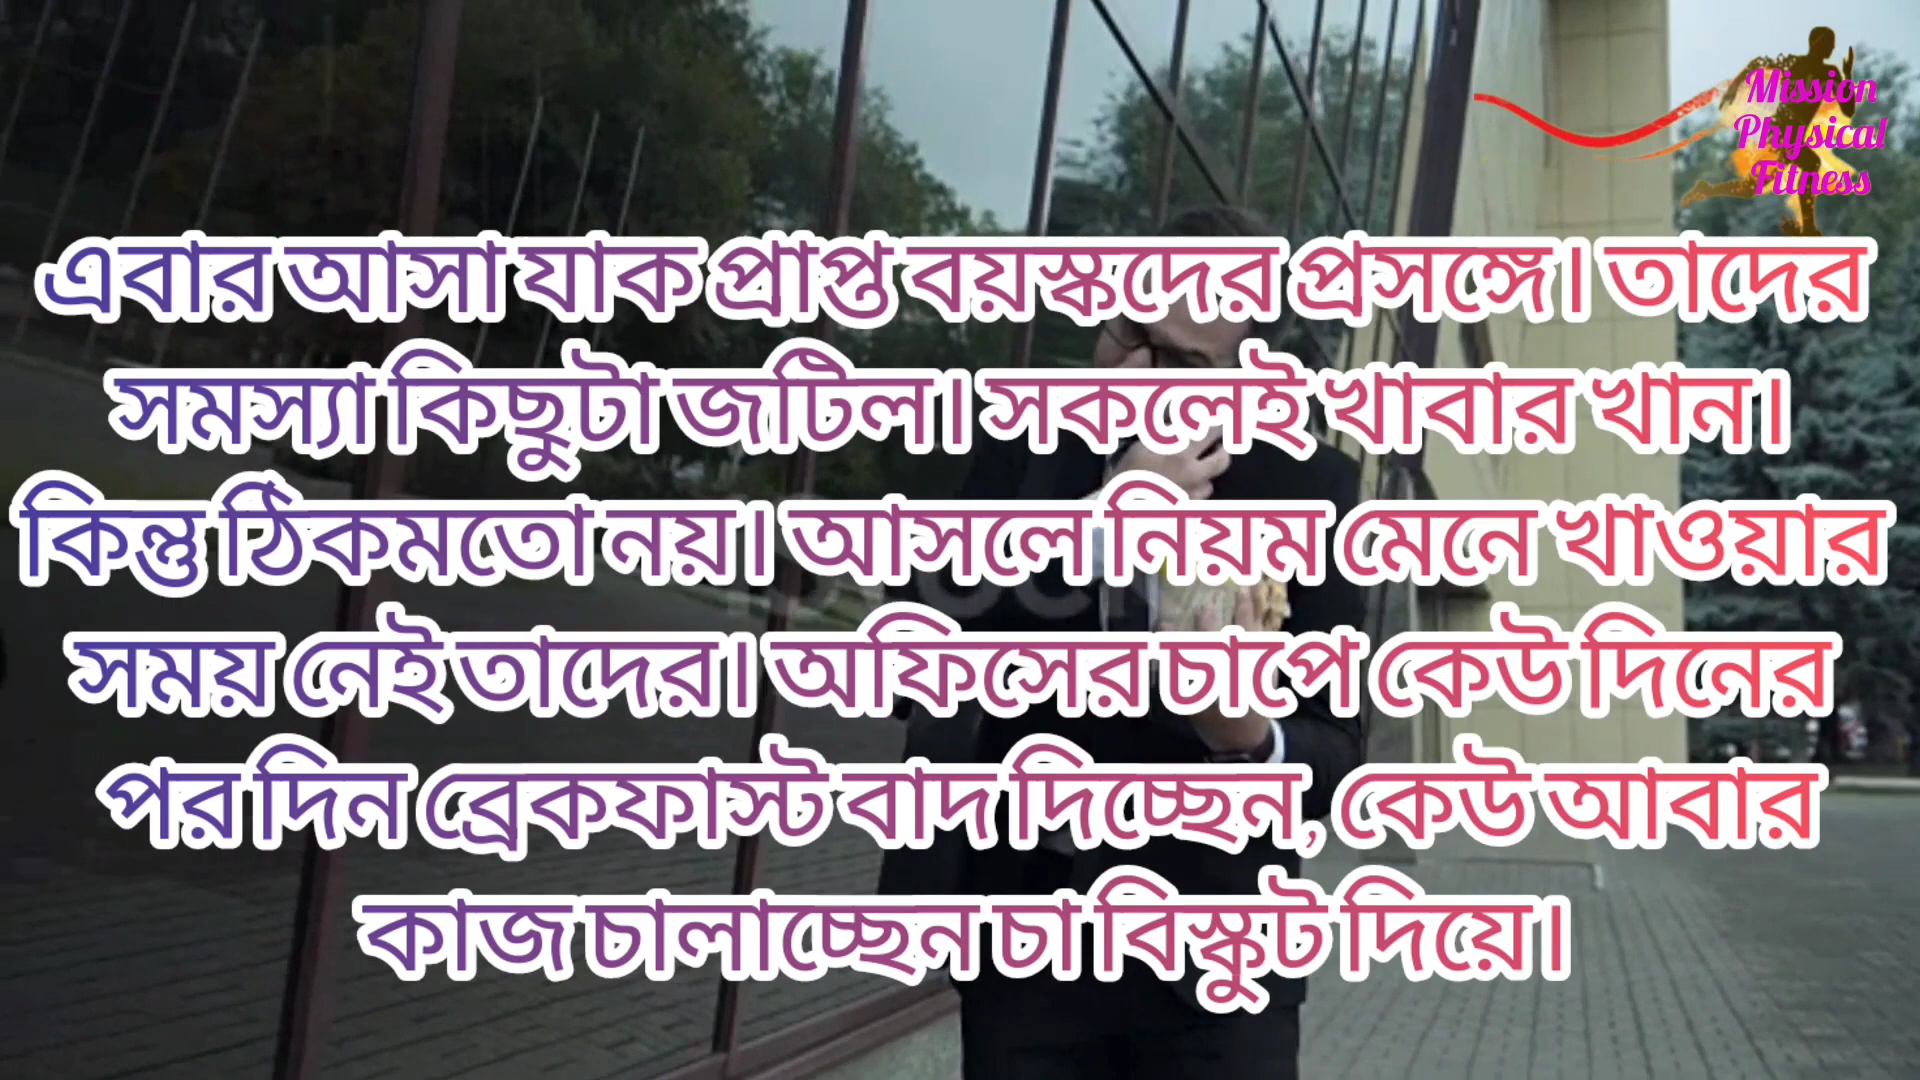 Mission
Physical
Fitness
এবার আসা যাক প্রাপ্ত বয়স্কদের প্রসঙ্গে। তাদের
সমস্যা কিছুটা জটিল। সকলেই খাবার খান।
কিন্তু ঠিকমতো নয়। আসলে নিয়ম মেনে খাওয়ার
সময় নেই তাদের। অফিসের চাপে কেউ দিনের
পর দিন ব্রেকফাস্ট বাদ দিচ্ছেন, কেউ আবার
কাজ চালাচ্ছেন চা বিস্কুট দিয়ে।